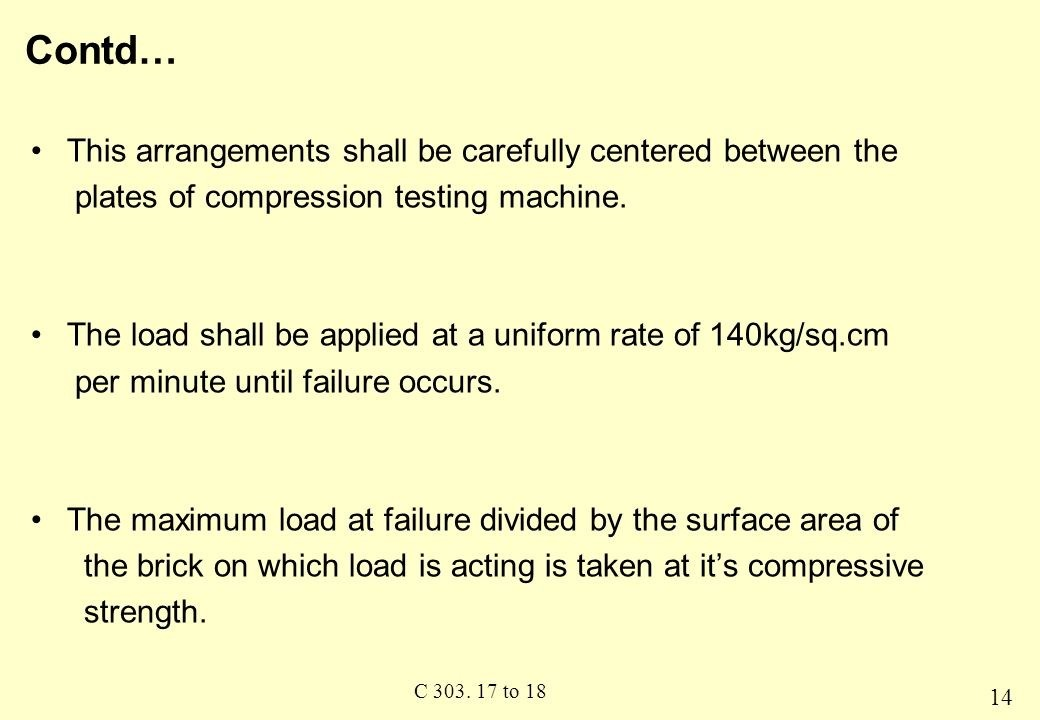 Contd…
• This arrangements shall be carefully centered between the
plates of compression testing machine.
• The load shall be applied at a uniform rate of 140kg/sq.cm
per minute until failure occurs.
• The maximum load at failure divided by the surface area of
the brick on which load is acting is taken at it’s compressive
strength.
C 303. 17 to 18
14